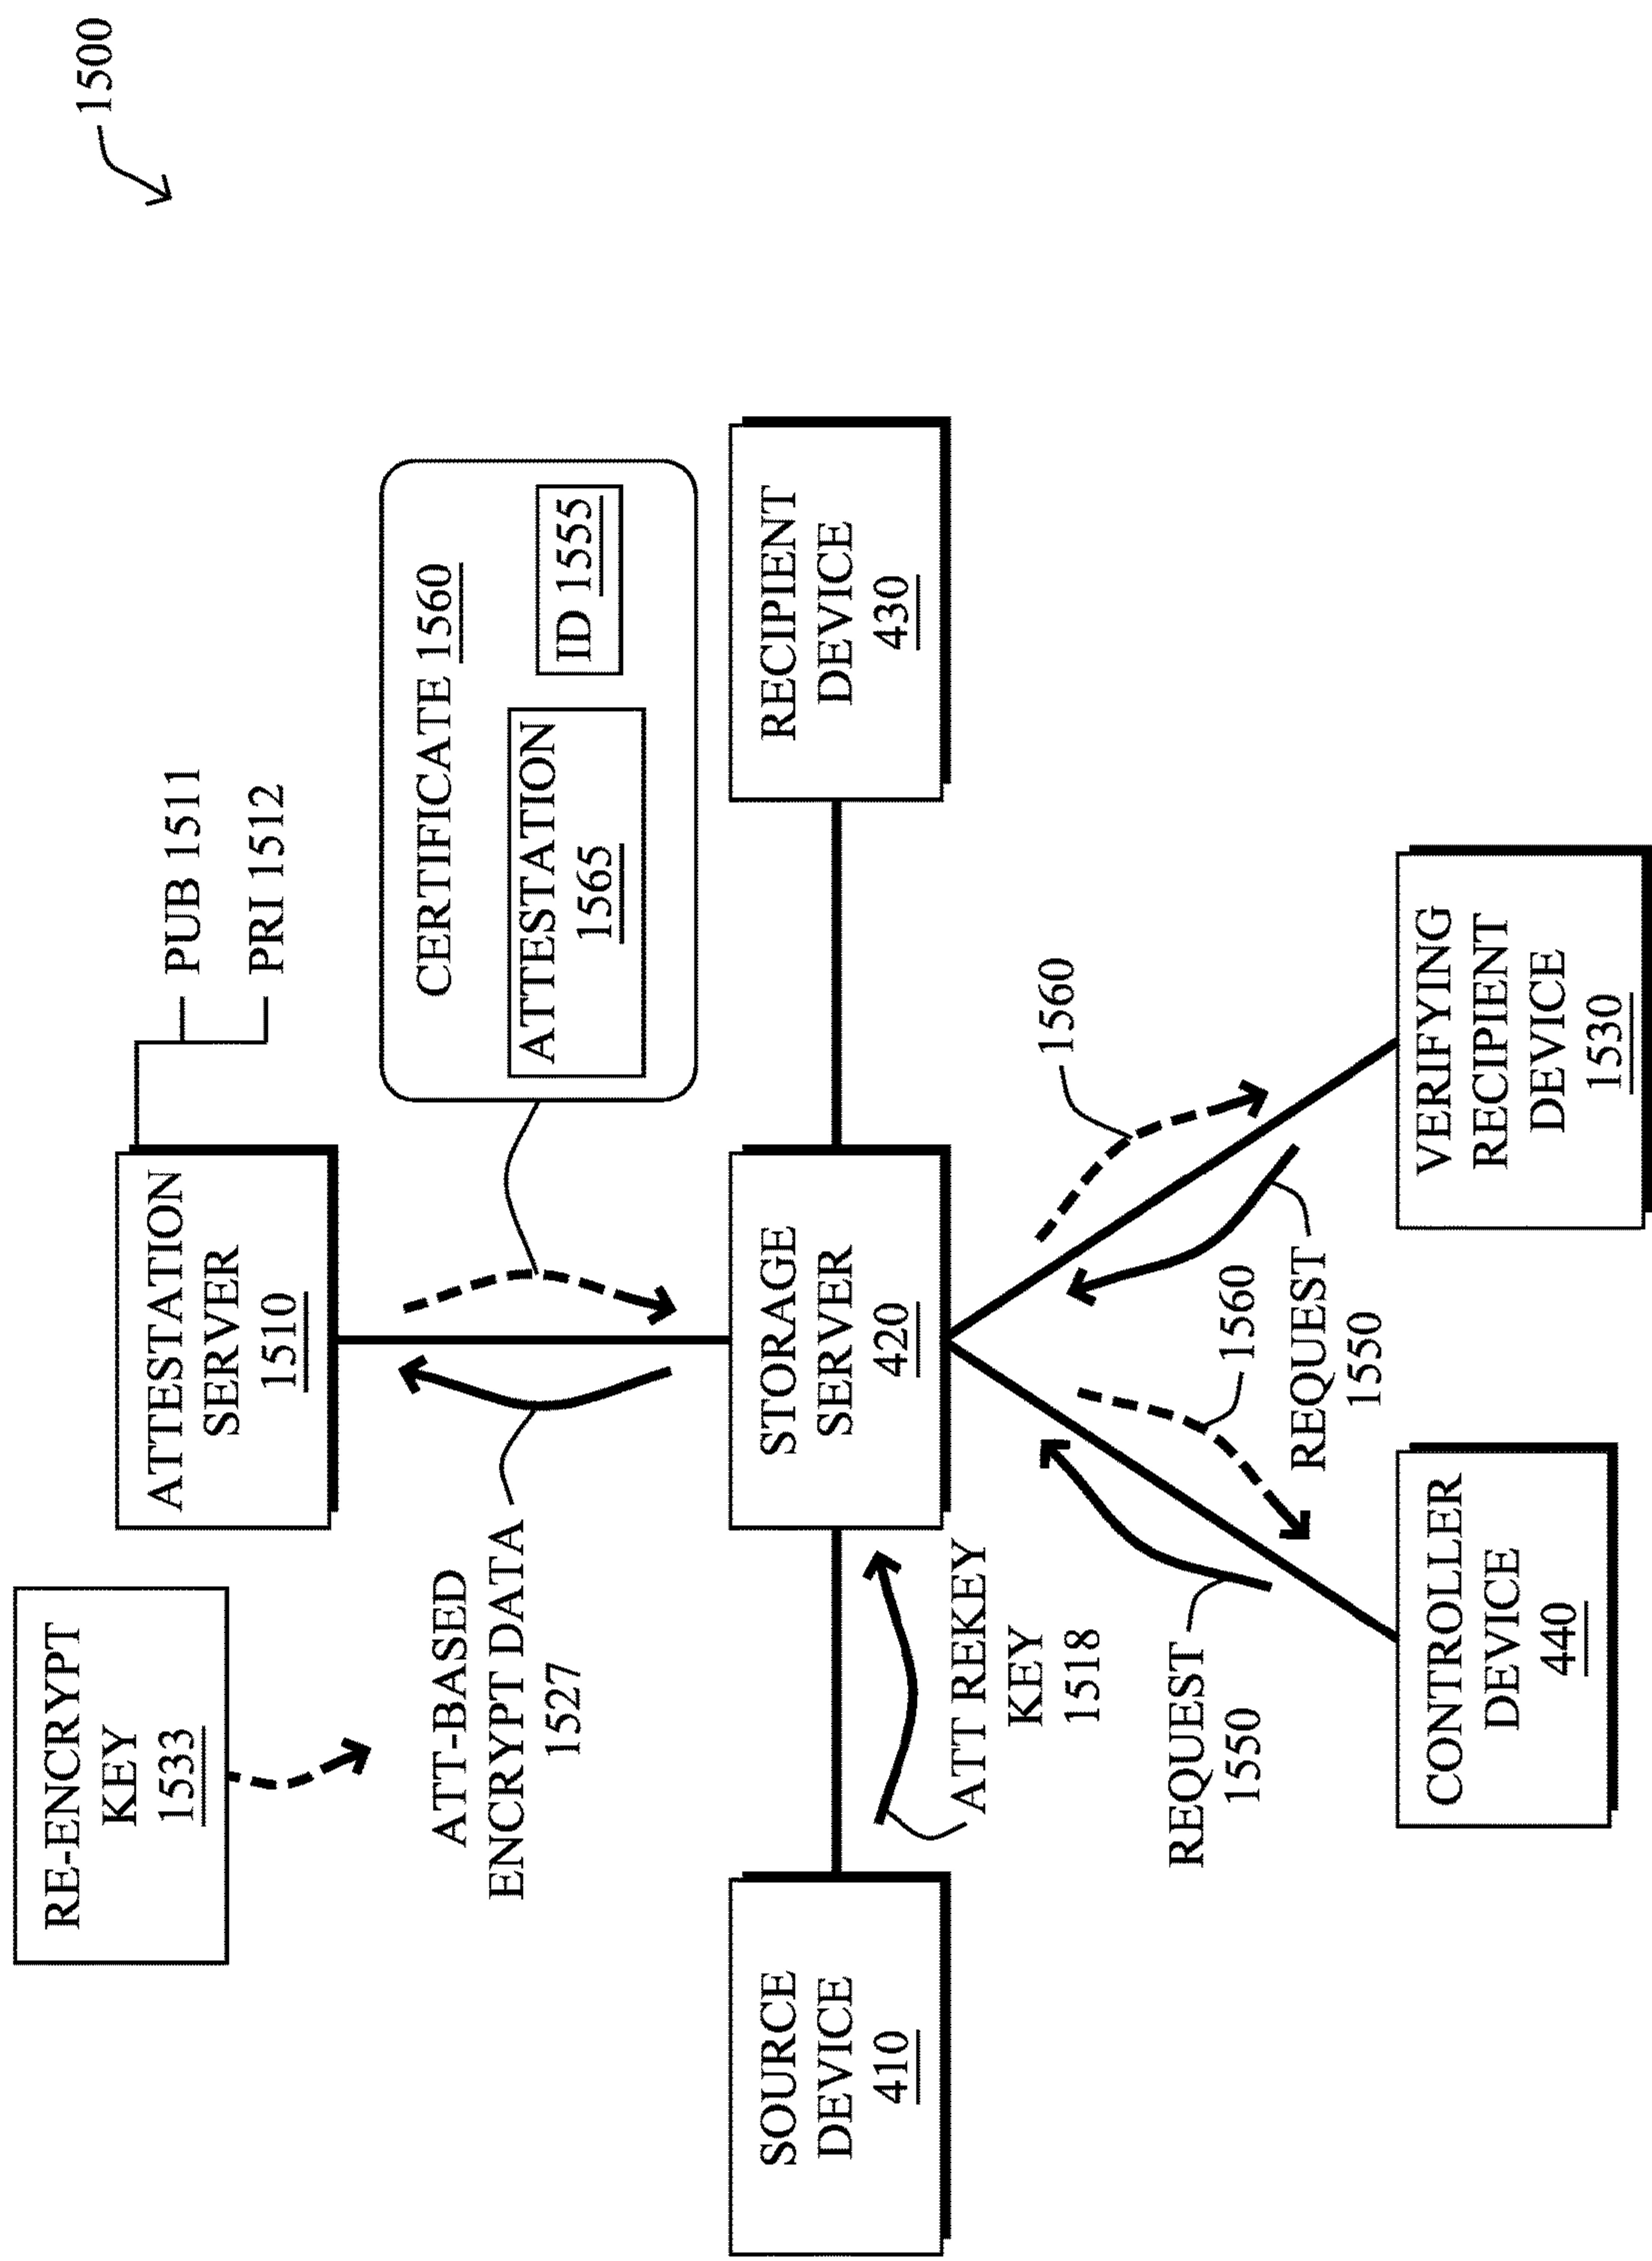 1500
RE-ENCRYPT
KEY
1533
ATTESTATION
SERVER
1510
PUB 1511
PRI 1512
ATT-BASED
ENCRYPT DATA
1527
CERTIFICATE 1560
ATTESTATION
1565
ID 1555
SOURCE
DEVICE
410
STORAGE
SERVER
420
RECIPIENT
DEVICE
430
ATT REKEY
KEY
1518
1560
REQUEST
1550
1560
REQUEST
1550
CONTROLLER
DEVICE
440
VERIFYING
RECIPIENT
DEVICE
1530